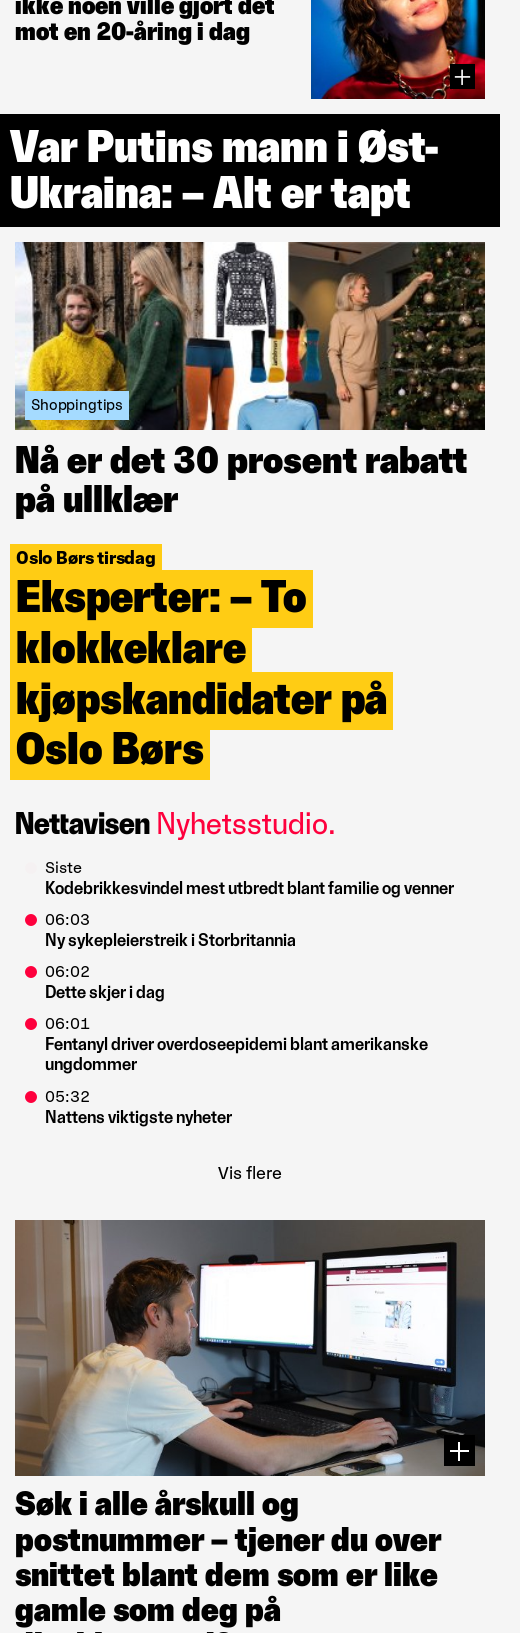 ikke noen ville gjort det
mot en 20-åring i dag
Var Putins mann i Øst-
Ukraina: – Alt er tapt
Shoppingtips
Nå er det 30 prosent rabatt
på ullklær
Oslo Børs tirsdag
Eksperter: – To
klokkeklare
kjøpskandidater på
Oslo Børs
Nettavisen Nyhetsstudio.
Siste
Kodebrikkesvindel mest utbredt blant familie og venner
06:03
Ny sykepleierstreik i Storbritannia
06:02
Dette skjer i dag
06:01
Fentanyl driver overdoseepidemi blant amerikanske
ungdommer
05:32
Nattens viktigste nyheter
Vis flere
Søk i alle årskull og
postnummer – tjener du over
snittet blant dem som er like
gamle som deg på